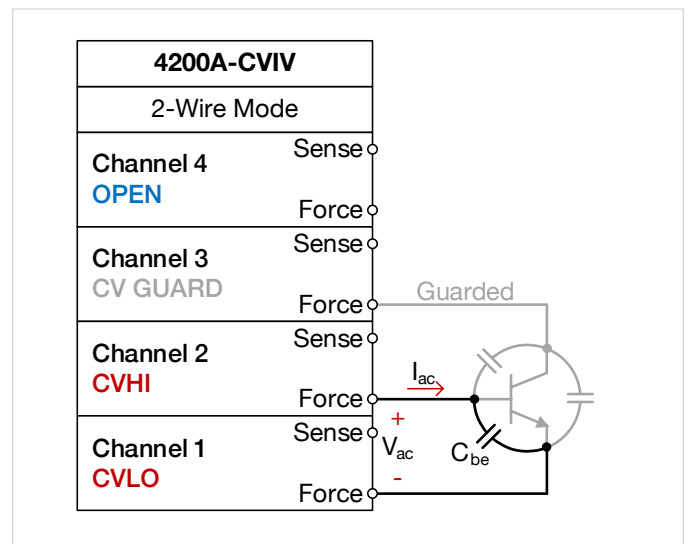 4200A-CVIV
2-Wire Mode
Channel 4
OPEN
Sense
Force
Channel 3
CV GUARD
Sense
Force
Guarded
Channel 2
CVHI
Sense
Force
Iac
Channel 1
CVLO
Sense
Force
+
Vac
-
Cbe